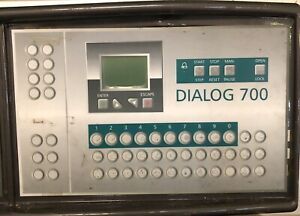 START STOP MAN. OPEN
STEP RESET PAUSE LOCK
ENTER ESCAPE
DIALOG 700
1 2 3 4 5 6 7 8 9 0